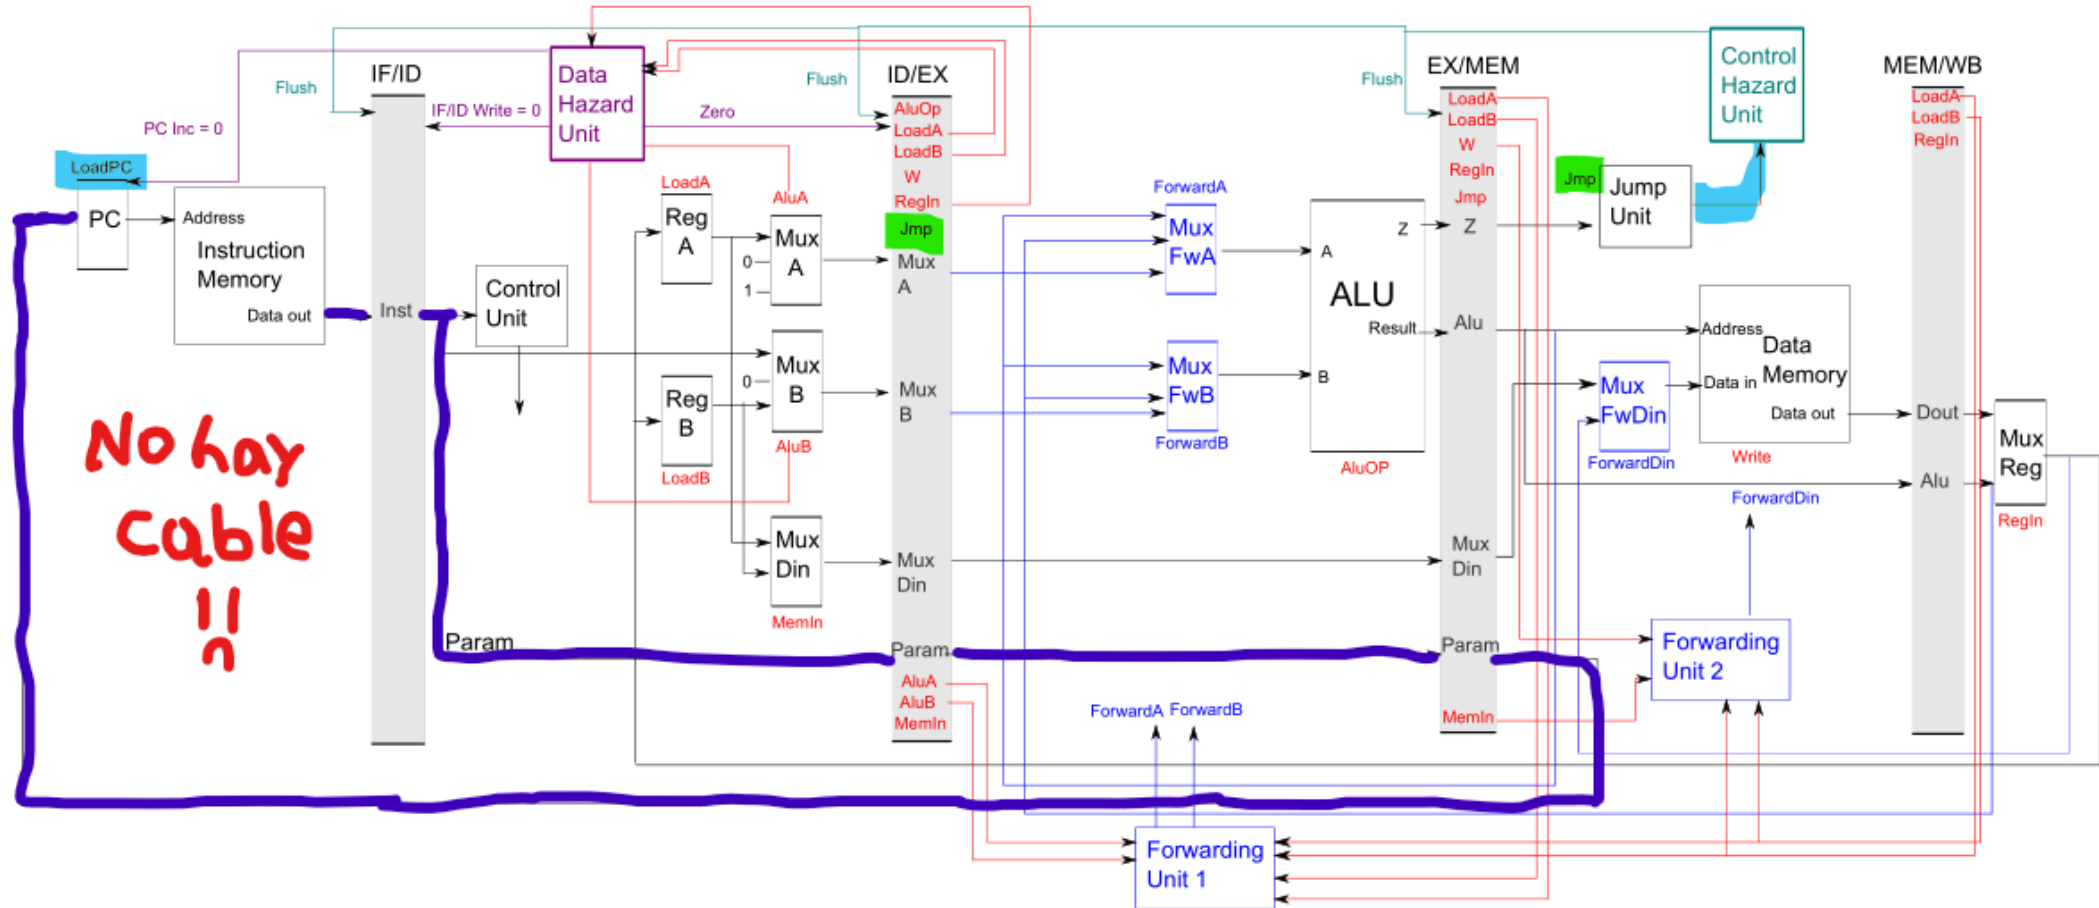 IF/ID
Data
Hazard
Unit
ID/EX
EX/MEM
Control
Hazard
Unit
MEM/WB
Flush
Flush
Flush
PC Inc = 0
IF/ID Write = 0
Zero
LoadPC
PC
Address
Instruction
Memory
Data out
Inst
Control
Unit
No hay
cable
Param
LoadA
Reg
A
Reg
B
LoadB
AluA
Mux
A
0
1
Mux
B
0
AluB
Mux
Din
MemIn
AluOp
LoadA
LoadB
W
RegIn
Jmp
Mux
A
Mux
B
Mux
Din
Param
AluA
AluB
MemIn
ForwardA
Mux
FwA
Mux
FwB
ForwardB
A
B
Z
ALU
Result
AluOP
ForwardA
ForwardB
Forwarding
Unit 1
LoadA
LoadB
W
RegIn
Jmp
Z
Alu
Mux
Din
Param
MemIn
Jmp
Jump
Unit
Address
Data
Memory
Data in
Data out
Write
Mux
FwDin
ForwardDin
ForwardDin
Forwarding
Unit 2
LoadA
LoadB
RegIn
Dout
Alu
Mux
Reg
RegIn